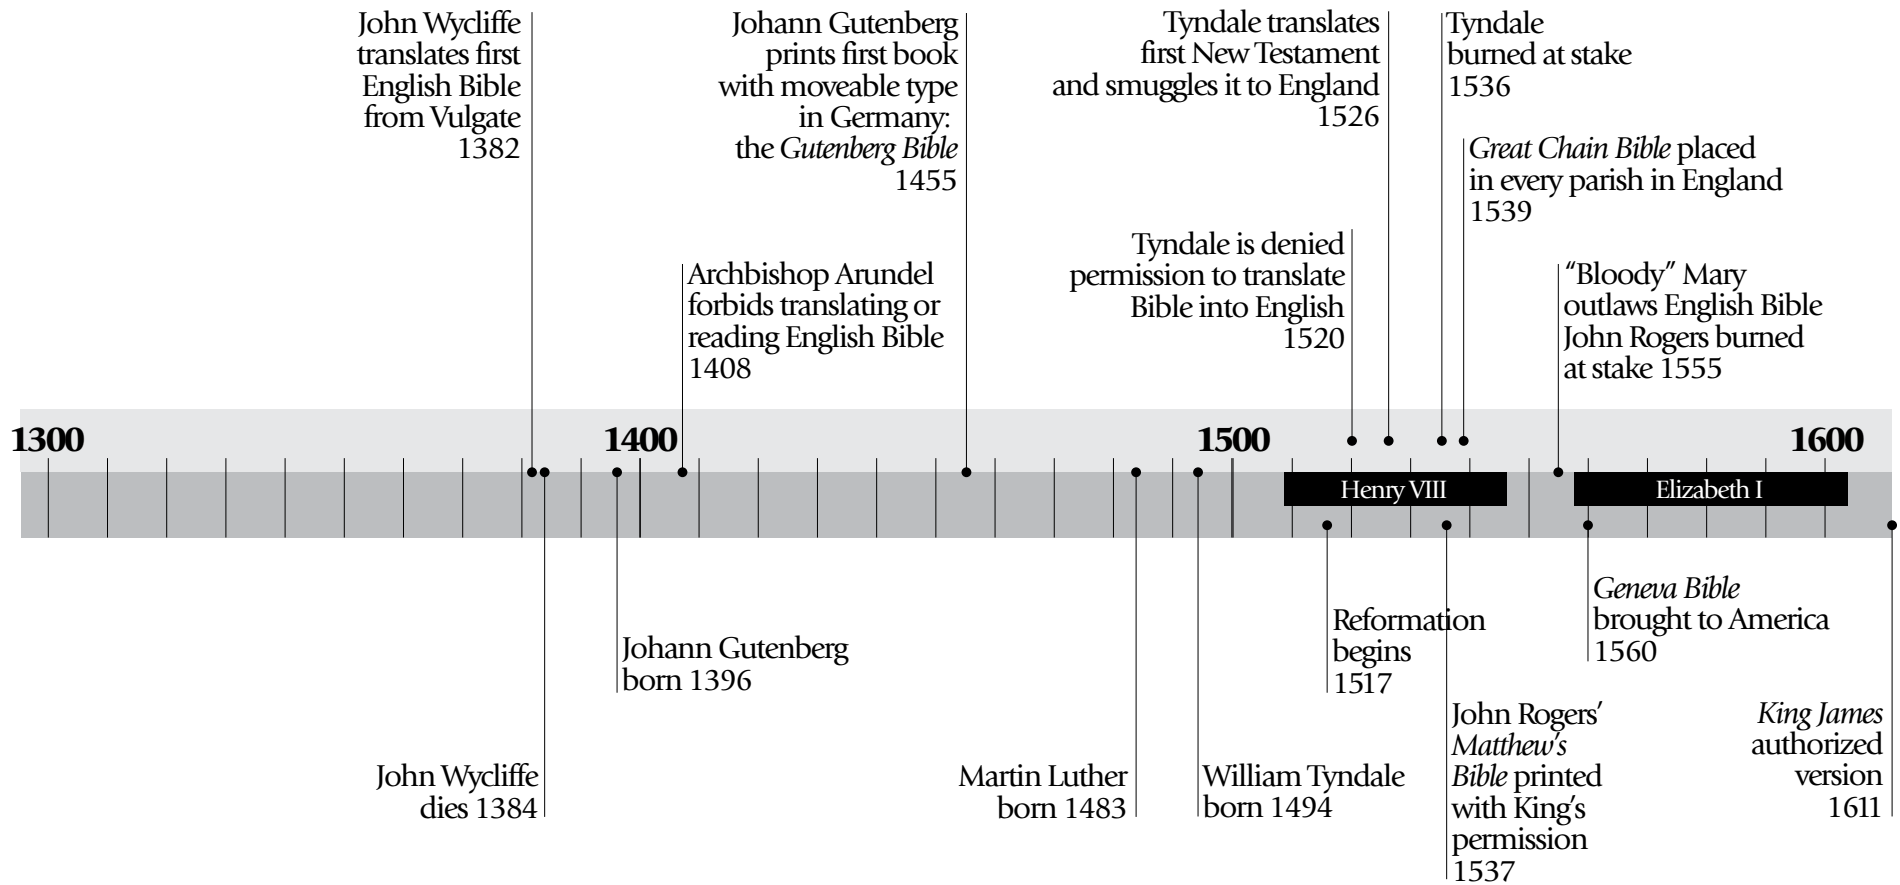 John Wycliffe
translates first
English Bible
from Vulgate
1382
Johann Gutenberg
prints first book
with moveable type
in Germany:
the Gutenberg Bible
1455
Tyndale translates
first New Testament
and smuggles it to England
1526
Tyndale
burned at stake
1536
Great Chain Bible placed
in every parish in England
1539
Archbishop Arundel
forbids translating or
reading English Bible
1408
Tyndale is denied
permission to translate
Bible into English
1520
“Bloody” Mary
outlaws English Bible
John Rogers burned
at stake 1555
1300
1400
1500
1600
Henry VIII
Elizabeth I
Johann Gutenberg
born 1396
Reformation
begins
1517
Geneva Bible
brought to America
1560
John Wycliffe
dies 1384
Martin Luther
born 1483
William Tyndale
born 1494
John Rogers’
Matthew’s
Bible printed
with King’s
permission
1537
King James
authorized
version
1611